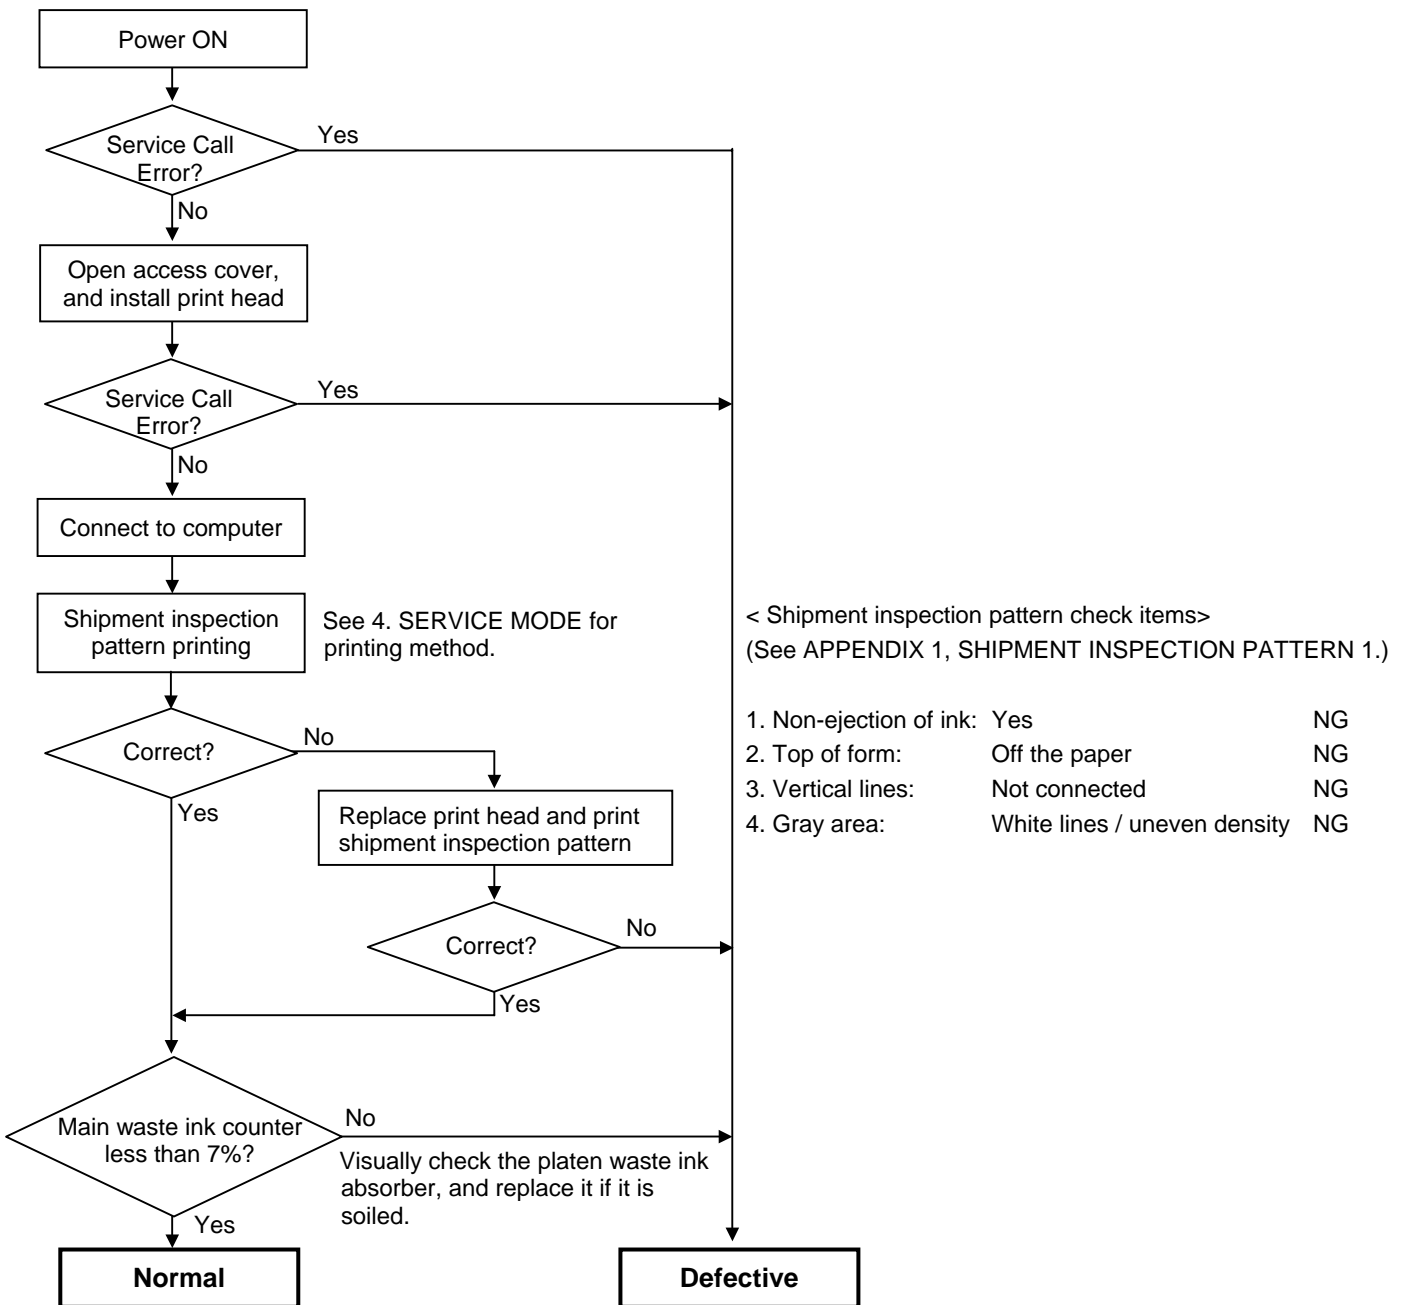 Power ON
Service Call
Error?
Yes
No
Open access cover,
and install print head
Service Call
Error?
Yes
No
Connect to computer
Shipment inspection
pattern printing
See 4. SERVICE MODE for
printing method.
Correct?
No
Yes
Replace print head and print
shipment inspection pattern
Correct?
No
Yes
Main waste ink counter
less than 7%?
No
Visually check the platen waste ink
absorber, and replace it if it is
soiled.
Yes
Normal
Defective
< Shipment inspection pattern check items>
(See APPENDIX 1, SHIPMENT INSPECTION PATTERN 1.)
1. Non-ejection of ink: Yes NG
2. Top of form: Off the paper NG
3. Vertical lines: Not connected NG
4. Gray area: White lines / uneven density NG